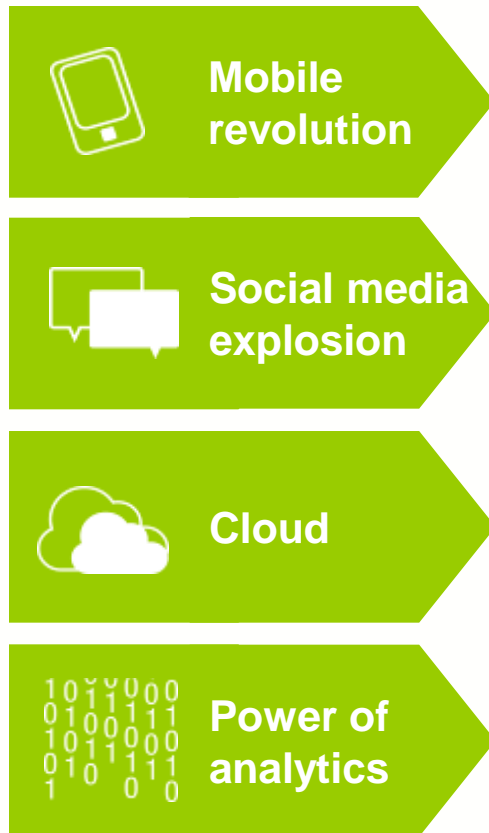 Mobile
revolution
Social media
explosion
Cloud
Power of
analytics